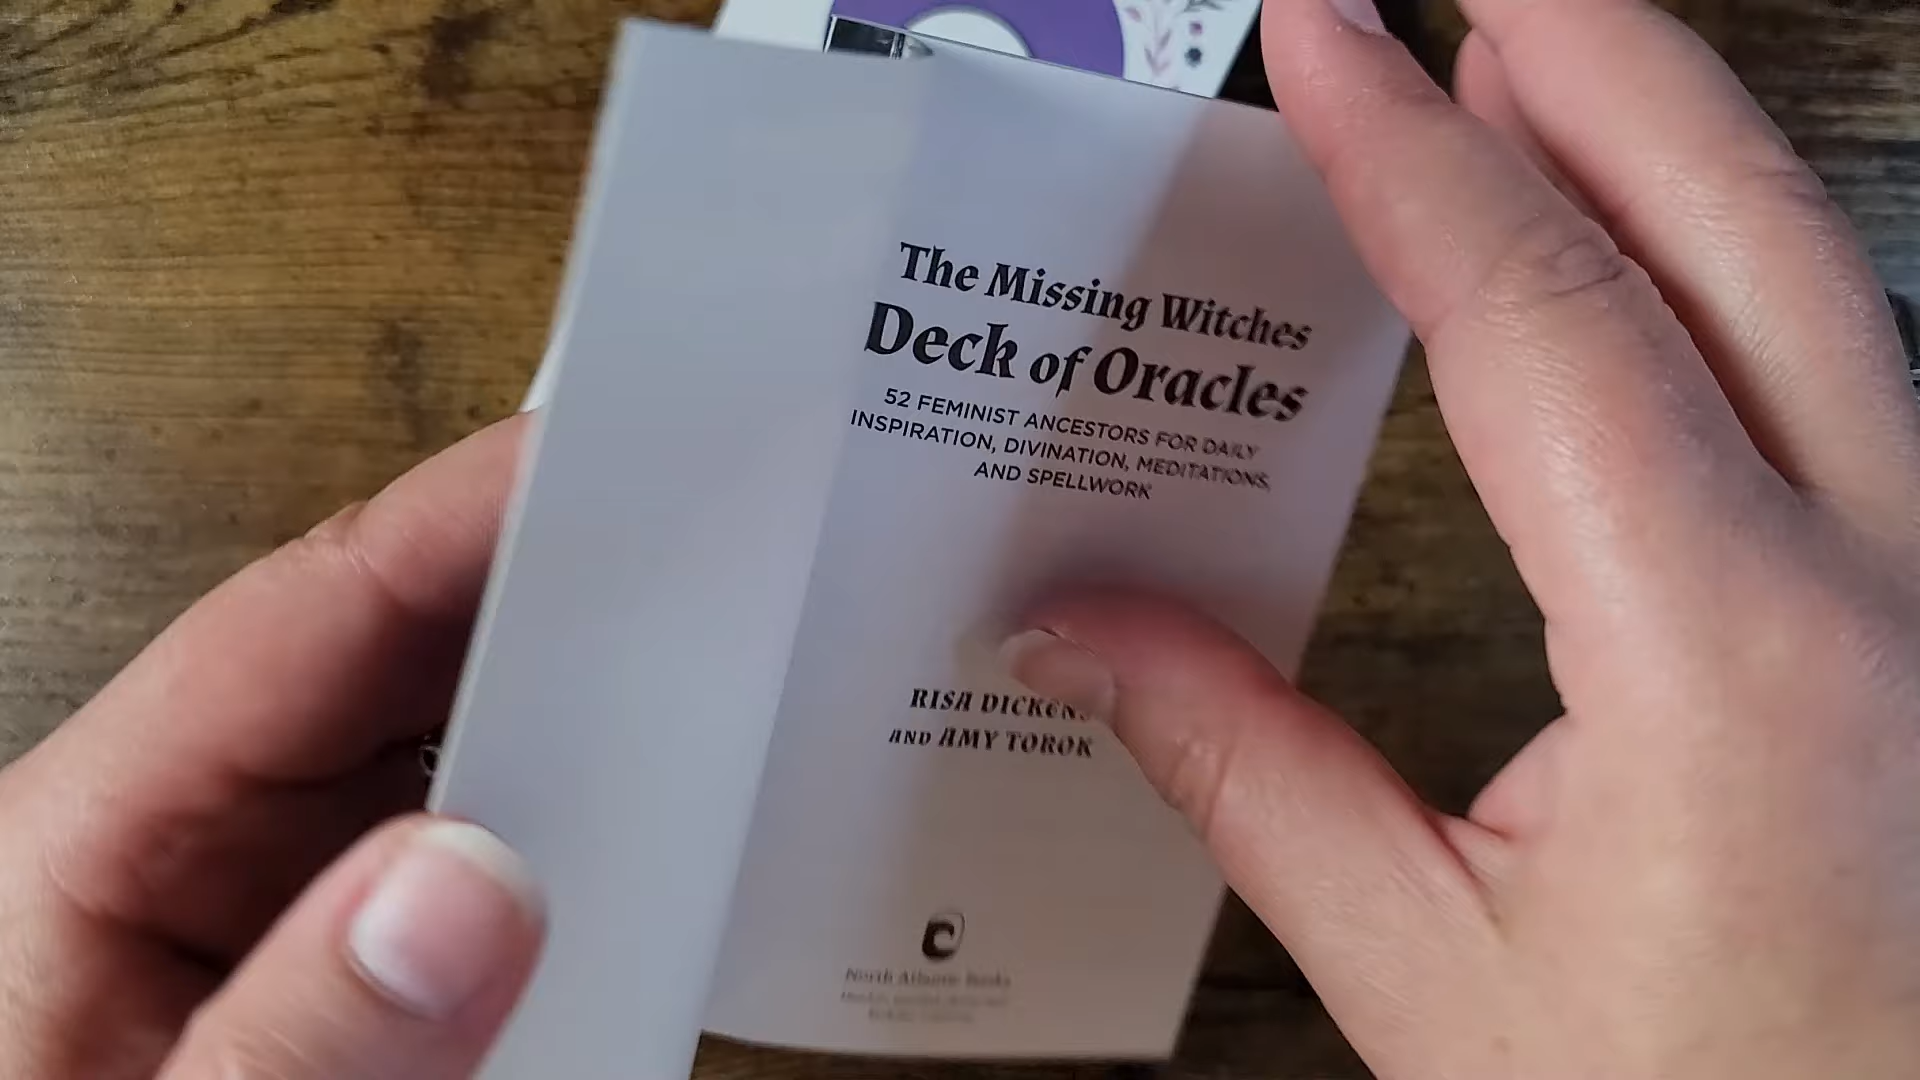 The Missing Witches
Deck of Oracles
52 FEMINIST ANCESTORS FOR DAILY
INSPIRATION, DIVINATION, MEDITATIONS,
AND SPELLWORK
RISA DICKENS
AND AMY TOROK
North Atlantic Books